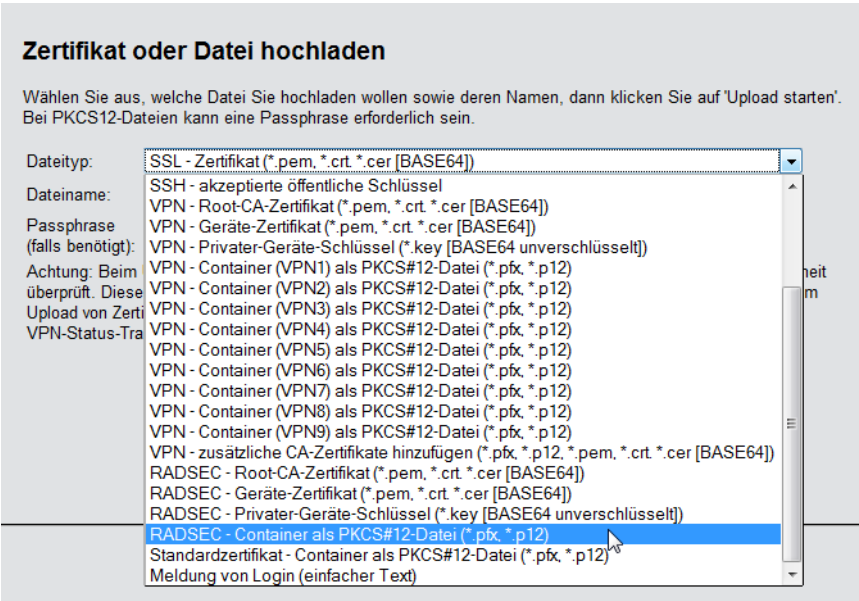 Zertifikat oder Datei hochladen
Wählen Sie aus, welche Datei Sie hochladen wollen sowie deren Namen, dann klicken Sie auf 'Upload starten'.
Bei PKCS12-Dateien kann eine Passphrase erforderlich sein.
Dateityp: SSL - Zertifikat (*.pem, *.crt. *.cer [BASE64])
Dateiname:
Passphrase
(falls benötigt):
Achtung: Beim heit
überprüft. Diese m
Upload von Zerti
VPN-Status-Tra
SSH - akzeptierte öffentliche Schlüssel
VPN - Root-CA-Zertifikat (*.pem, *.crt. *.cer [BASE64])
VPN - Geräte-Zertifikat (*.pem, *.crt. *.cer [BASE64])
VPN - Privater-Geräte-Schlüssel (*.key [BASE64 unverschlüsselt])
VPN - Container (VPN1) als PKCS#12-Datei (*.pfx, *.p12)
VPN - Container (VPN2) als PKCS#12-Datei (*.pfx, *.p12)
VPN - Container (VPN3) als PKCS#12-Datei (*.pfx, *.p12)
VPN - Container (VPN4) als PKCS#12-Datei (*.pfx, *.p12)
VPN - Container (VPN5) als PKCS#12-Datei (*.pfx, *.p12)
VPN - Container (VPN6) als PKCS#12-Datei (*.pfx, *.p12)
VPN - Container (VPN7) als PKCS#12-Datei (*.pfx, *.p12)
VPN - Container (VPN8) als PKCS#12-Datei (*.pfx, *.p12)
VPN - Container (VPN9) als PKCS#12-Datei (*.pfx, *.p12)
VPN - zusätzliche CA-Zertifikate hinzufügen (*.pfx, *.p12, *.pem, *.crt. *.cer [BASE64])
RADSEC - Root-CA-Zertifikat (*.pem, *.crt. *.cer [BASE64])
RADSEC - Geräte-Zertifikat (*.pem, *.crt. *.cer [BASE64])
RADSEC - Privater-Geräte-Schlüssel (*.key [BASE64 unverschlüsselt])
RADSEC - Container als PKCS#12-Datei (*.pfx, *.p12)
Standardzertifikat - Container als PKCS#12-Datei (*.pfx, *.p12)
Meldung von Login (einfacher Text)